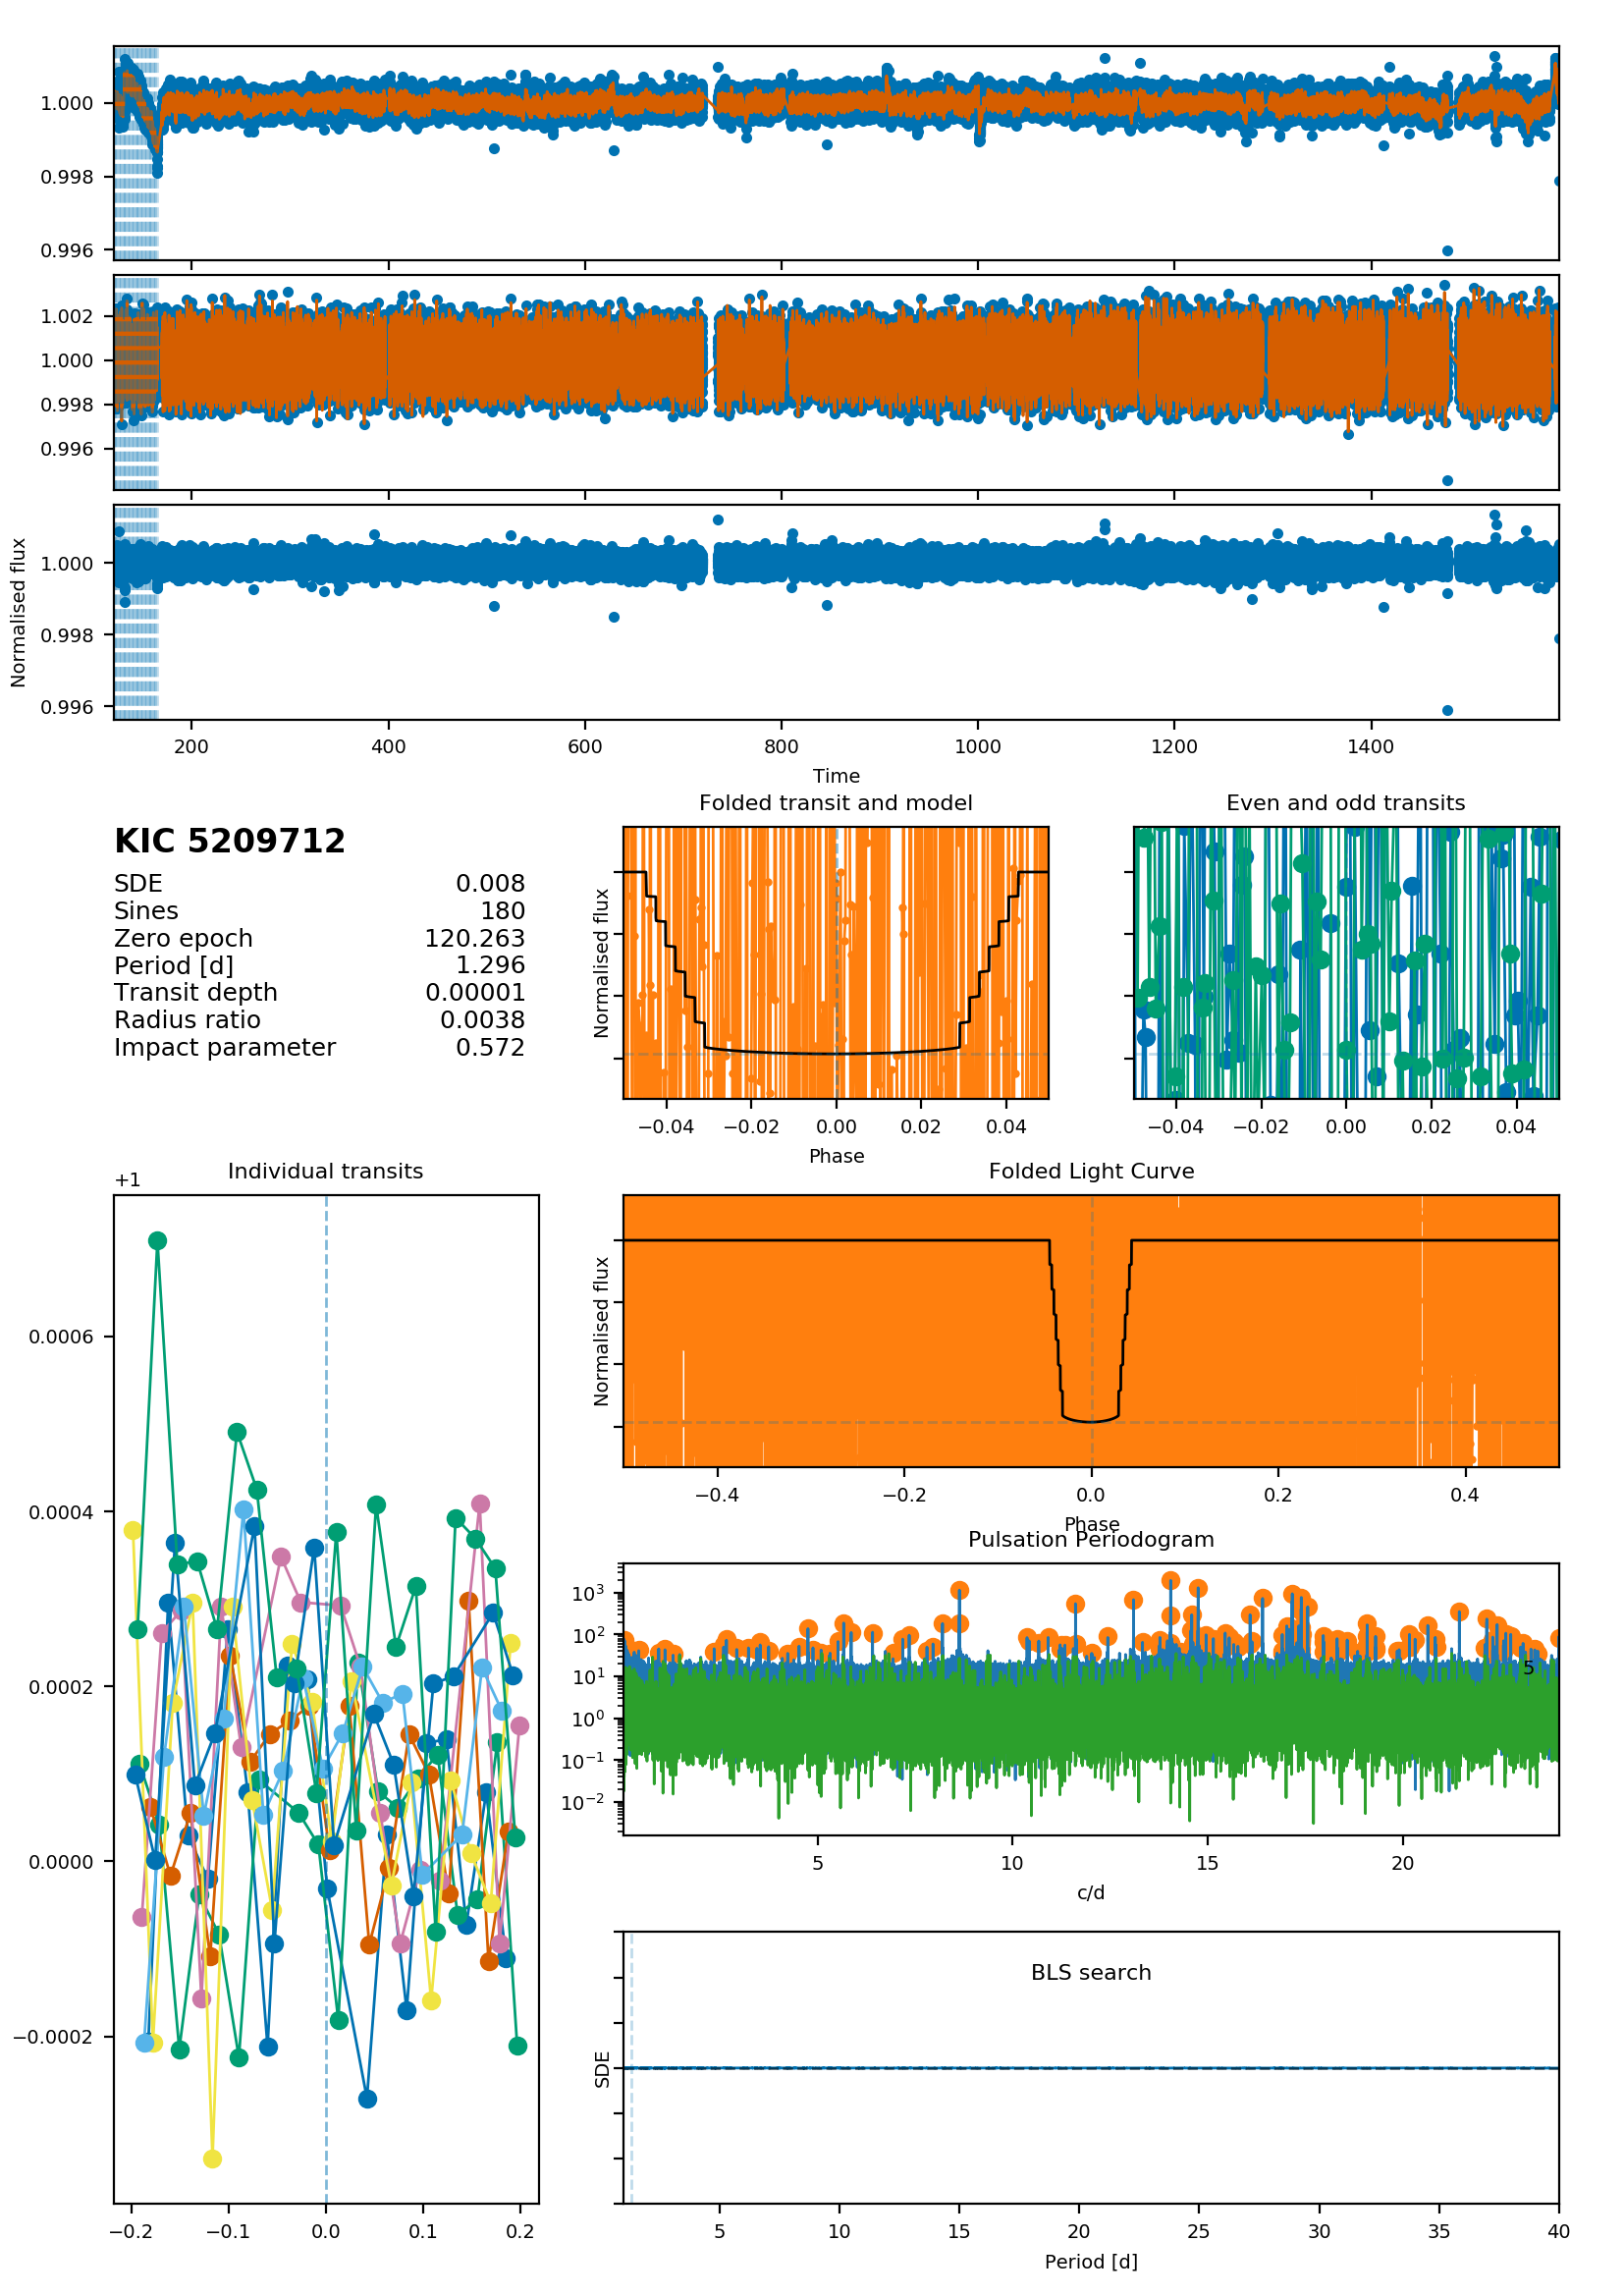 1.000
0.998
0.996
1.002
1.000
0.998
0.996
1.000
0.998
0.996
Normalised flux
200 400 600 800 1000 1200 1400
Time
KIC 5209712
SDE 0.008
Sines 180
Zero epoch 120.263
Period [d] 1.296
Transit depth 0.00001
Radius ratio 0.0038
Impact parameter 0.572
Folded transit and model
Normalised flux
−0.04 −0.02 0.00 0.02 0.04
Phase
Even and odd transits
−0.04 −0.02 0.00 0.02 0.04
Individual transits
+1
0.0006
0.0004
0.0002
0.0000
−0.0002
−0.2 −0.1 0.0 0.1 0.2
Folded Light Curve
Normalised flux
−0.4 −0.2 0.0 0.2 0.4
Phase
Pulsation Periodogram
10³
10²
10¹
10⁰
10⁻¹
10⁻²
5
5 10 15 20
c/d
BLS search
SDE
5 10 15 20 25 30 35 40
Period [d]